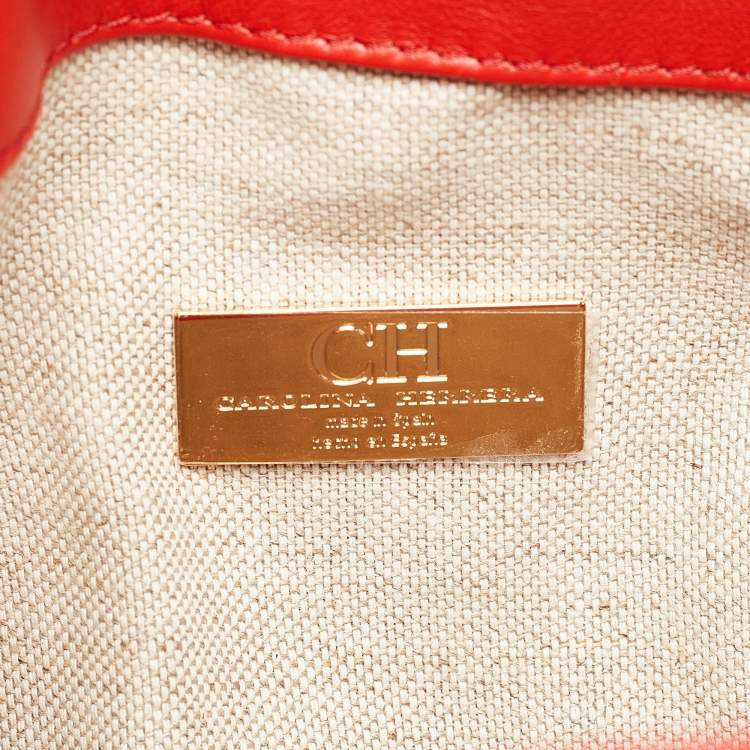 CH
CAROLINA HERRERA
made in Spain
hecho en España